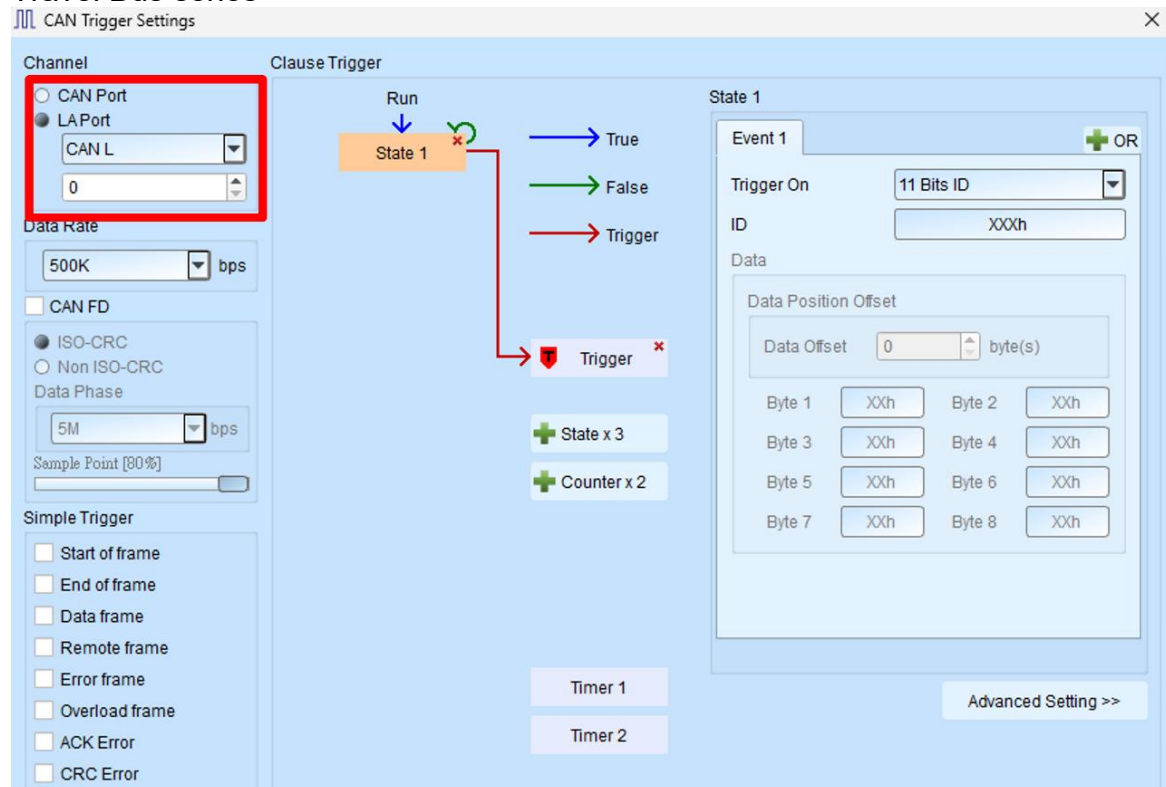 CAN Trigger Settings
Channel
CAN Port
LA Port
CAN L
0
Data Rate
500K bps
CAN FD
ISO-CRC
Non ISO-CRC
Data Phase
5M bps
Sample Point [80%]
Simple Trigger
Start of frame
End of frame
Data frame
Remote frame
Error frame
Overload frame
ACK Error
CRC Error
Clause Trigger
Run
State 1
True
False
Trigger
T Trigger
State x 3
Counter x 2
Timer 1
Timer 2
State 1
Event 1 OR
Trigger On 11 Bits ID
ID XXXh
Data
Data Position Offset
Data Offset 0 byte(s)
Byte 1 XXh Byte 2 XXh
Byte 3 XXh Byte 4 XXh
Byte 5 XXh Byte 6 XXh
Byte 7 XXh Byte 8 XXh
Advanced Setting >>